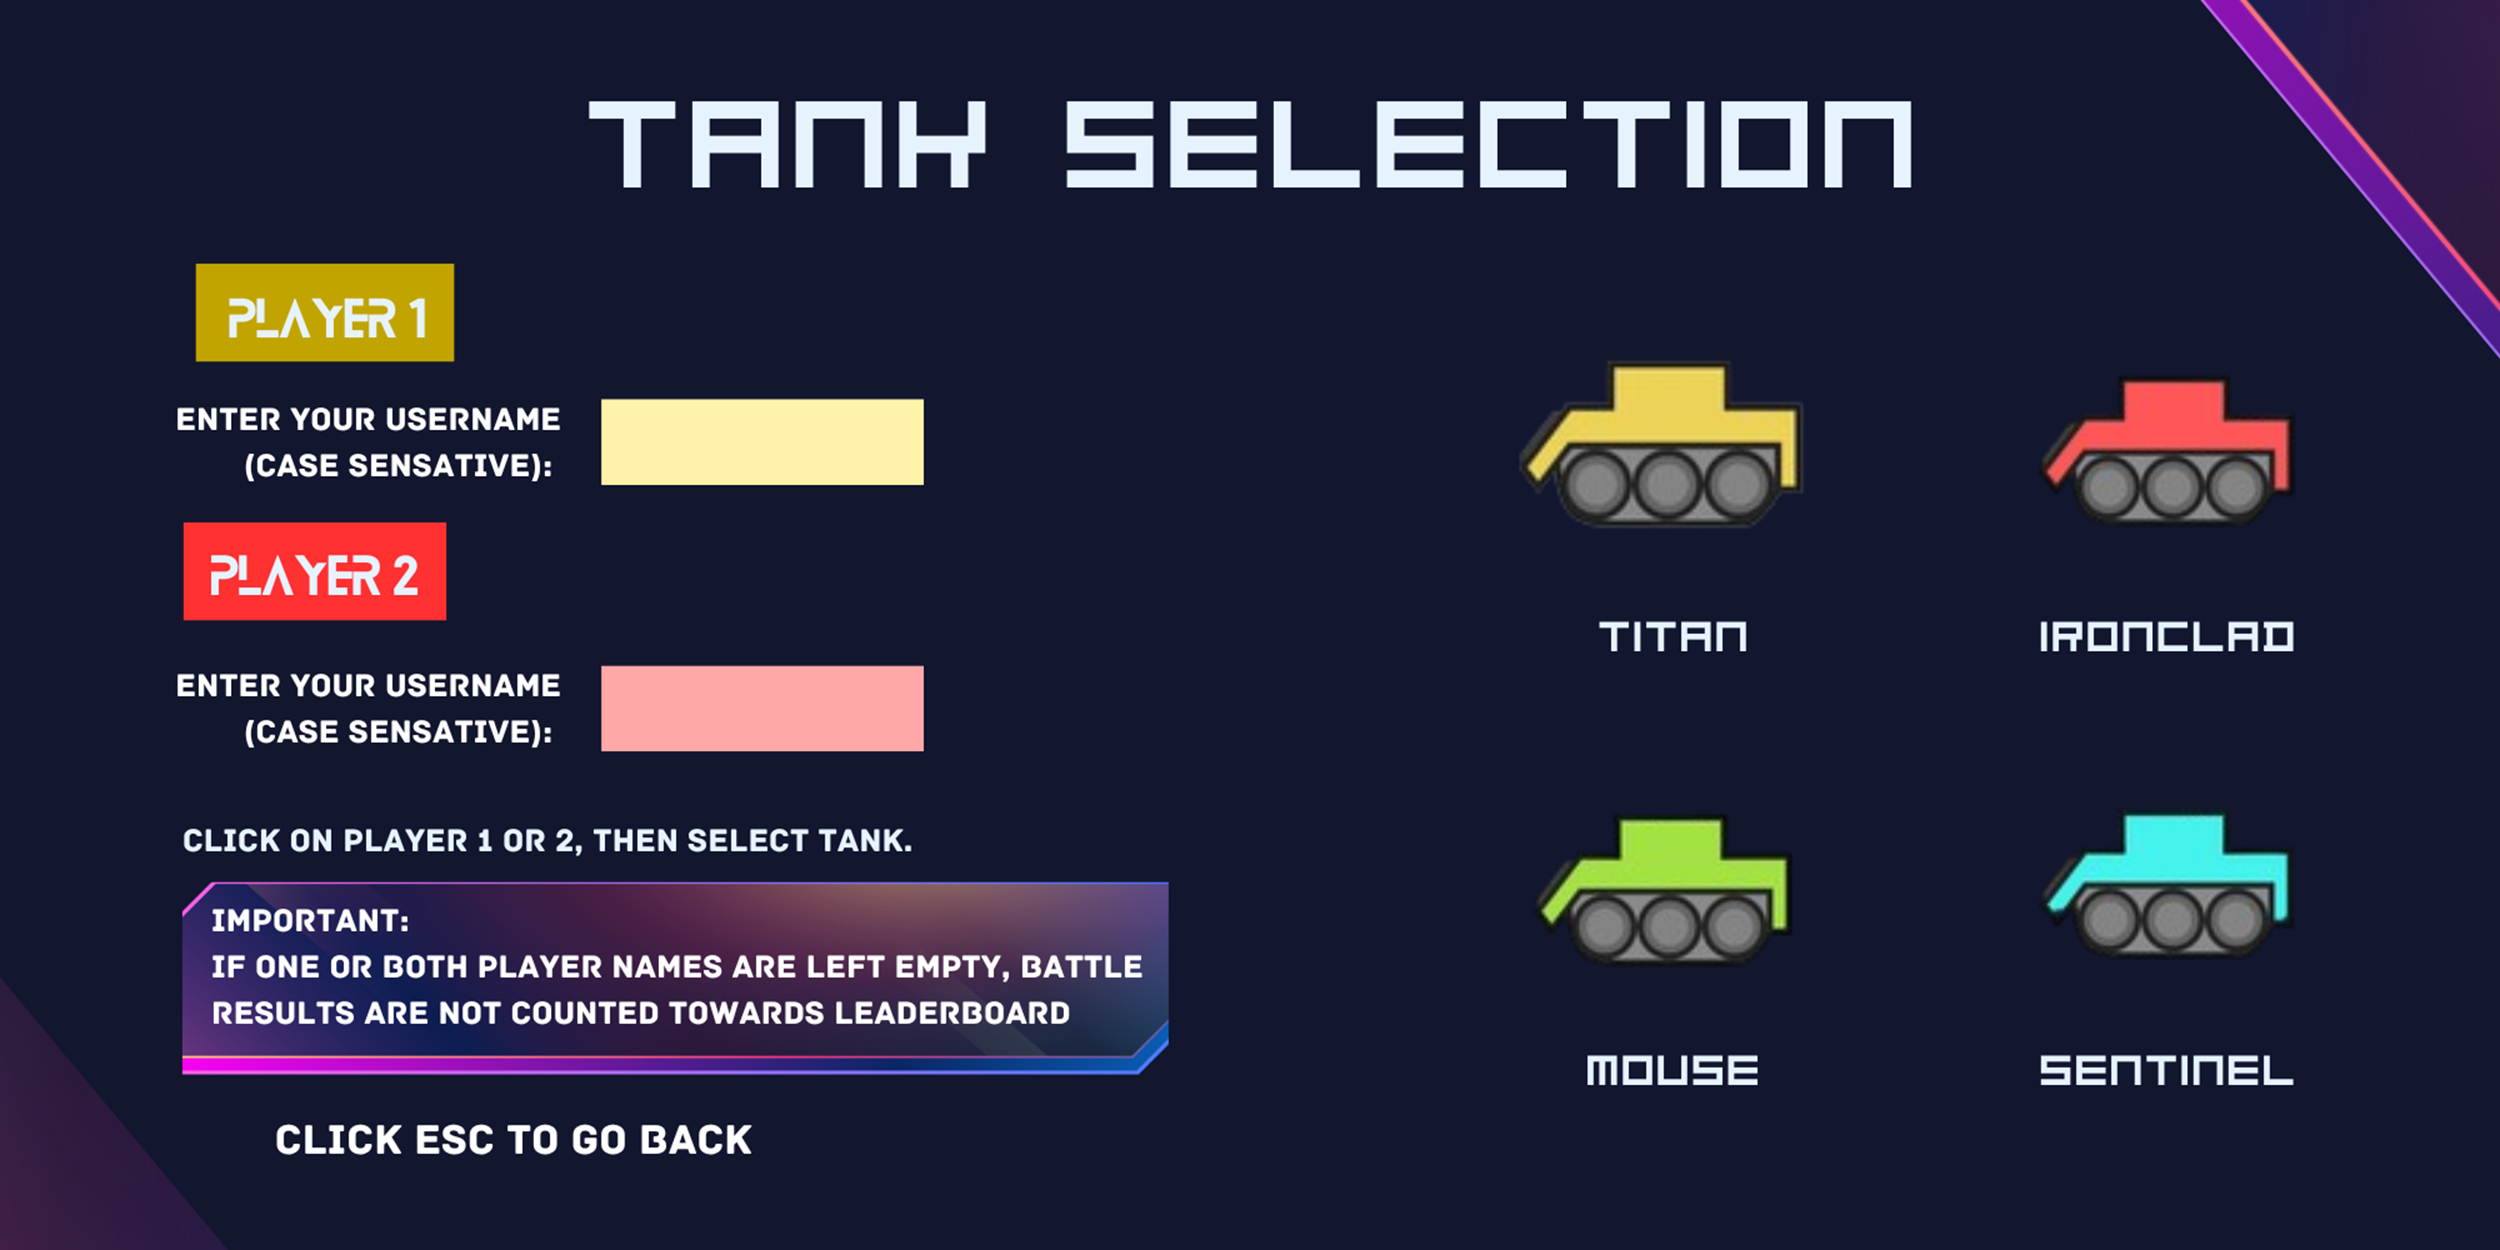 TANK SELECTION
PLAYER 1
ENTER YOUR USERNAME
(CASE SENSATIVE):
PLAYER 2
ENTER YOUR USERNAME
(CASE SENSATIVE):
CLICK ON PLAYER 1 OR 2, THEN SELECT TANK.
IMPORTANT:
IF ONE OR BOTH PLAYER NAMES ARE LEFT EMPTY, BATTLE
RESULTS ARE NOT COUNTED TOWARDS LEADERBOARD
CLICK ESC TO GO BACK
TITAN
IRONCLAD
MOUSE
SENTINEL